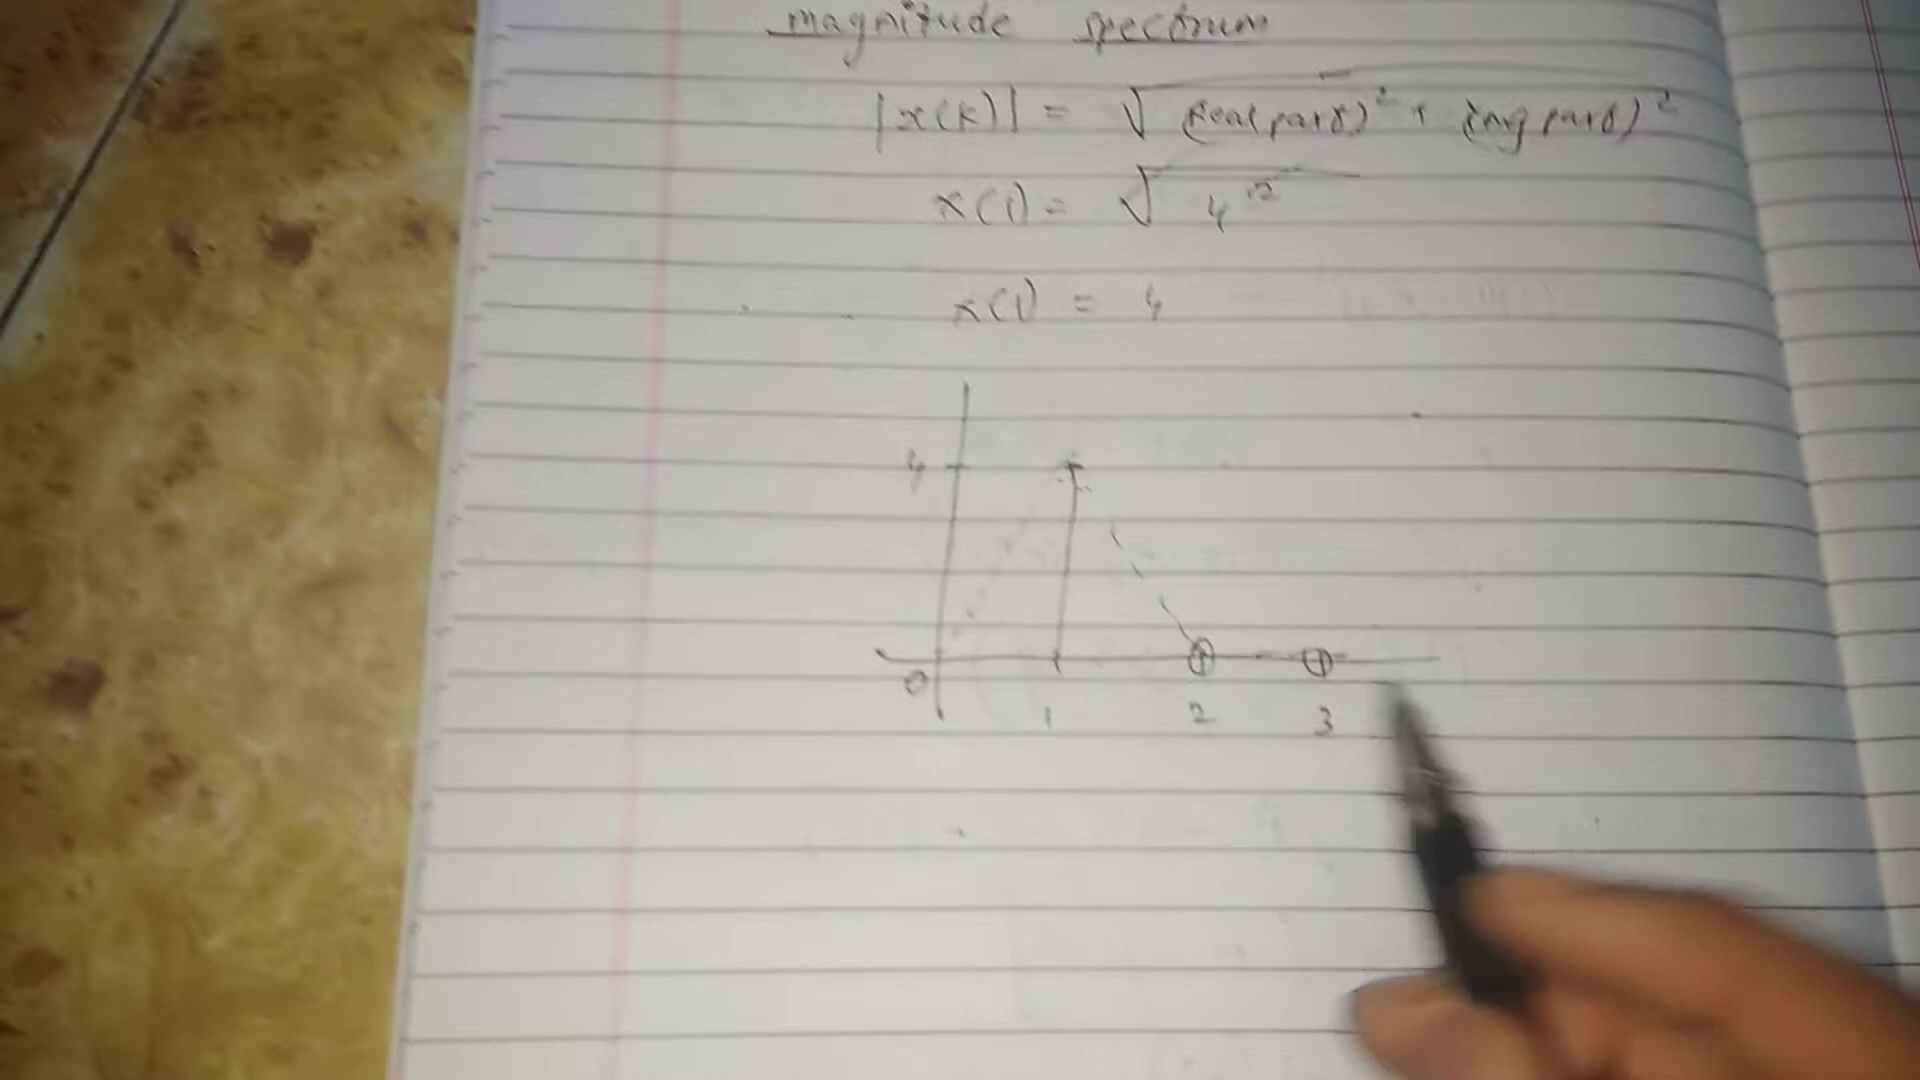 magnitude spectrum
|x(k)| = √(Real part)² + (img part)²
x(1) = √4²
x(1) = 4
4
0 1 2 3